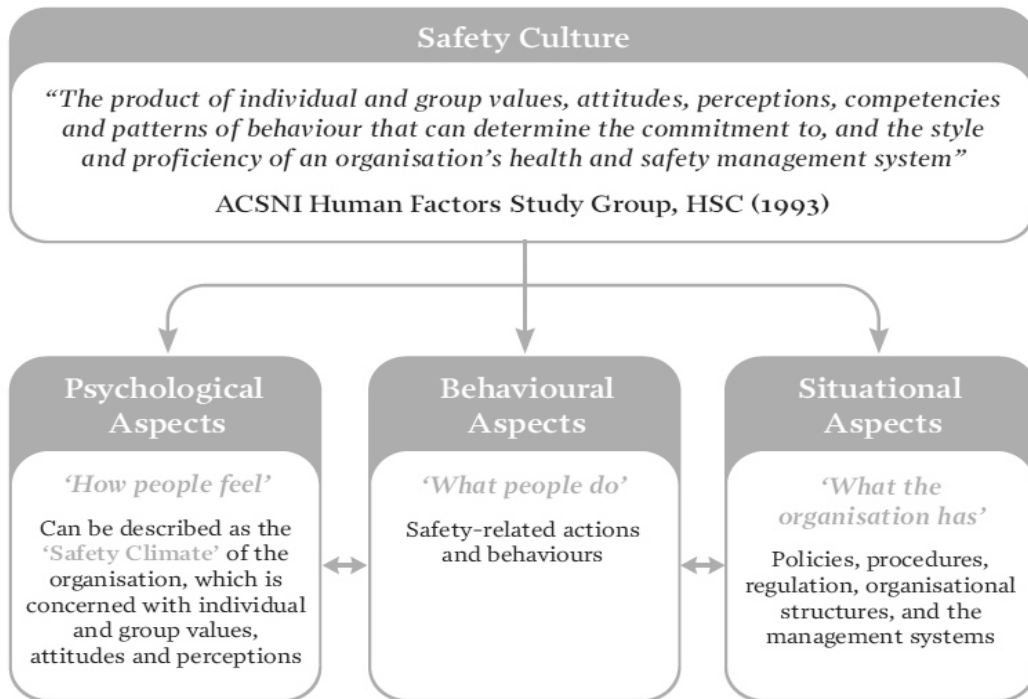 Safety Culture
“The product of individual and group values, attitudes, perceptions, competencies
and patterns of behaviour that can determine the commitment to, and the style
and proficiency of an organisation’s health and safety management system”
ACSNI Human Factors Study Group, HSC (1993)
Psychological
Aspects
‘How people feel’
Can be described as the
‘Safety Climate’ of the
organisation, which is
concerned with individual
and group values,
attitudes and perceptions
Behavioural
Aspects
‘What people do’
Safety-related actions
and behaviours
Situational
Aspects
‘What the
organisation has’
Policies, procedures,
regulation, organisational
structures, and the
management systems